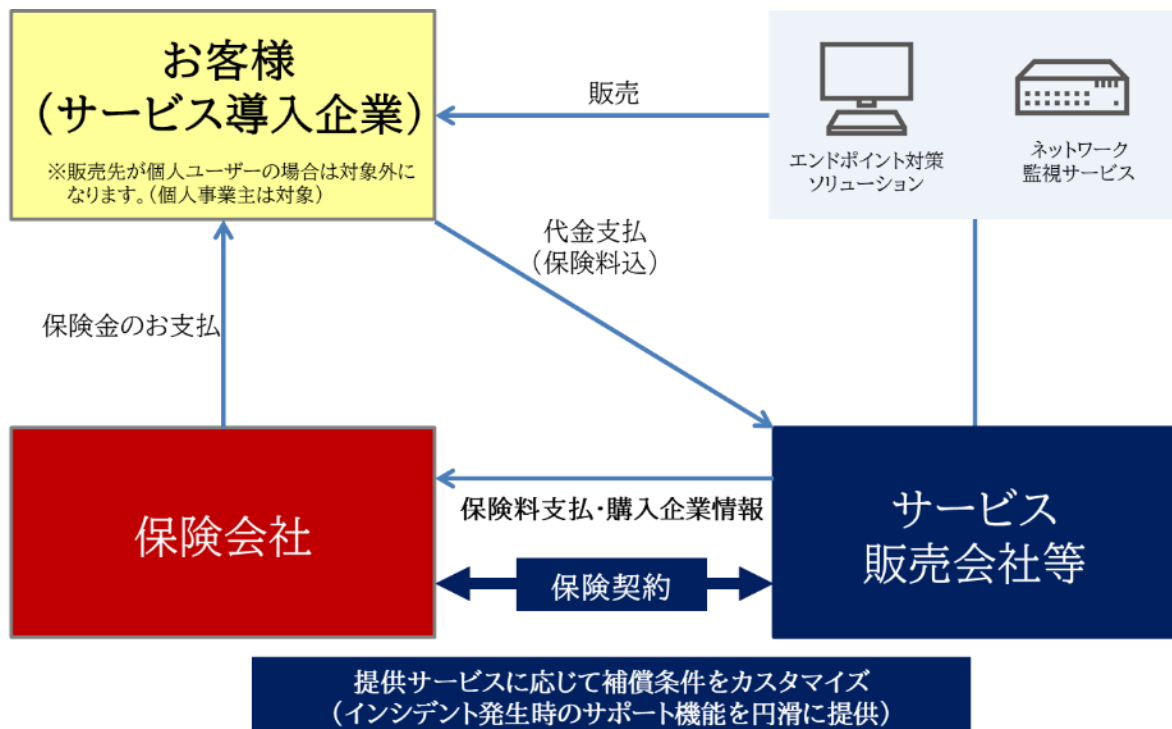 お客様
（サービス導入企業）
※販売先が個人ユーザーの場合は対象外に
なります。（個人事業主は対象）
販売
エンドポイント対策
ソリューション
ネットワーク
監視サービス
代金支払
（保険料込）
保険金のお支払
保険会社
保険料支払・購入企業情報
保険契約
サービス
販売会社等
提供サービスに応じて補償条件をカスタマイズ
（インシデント発生時のサポート機能を円滑に提供）